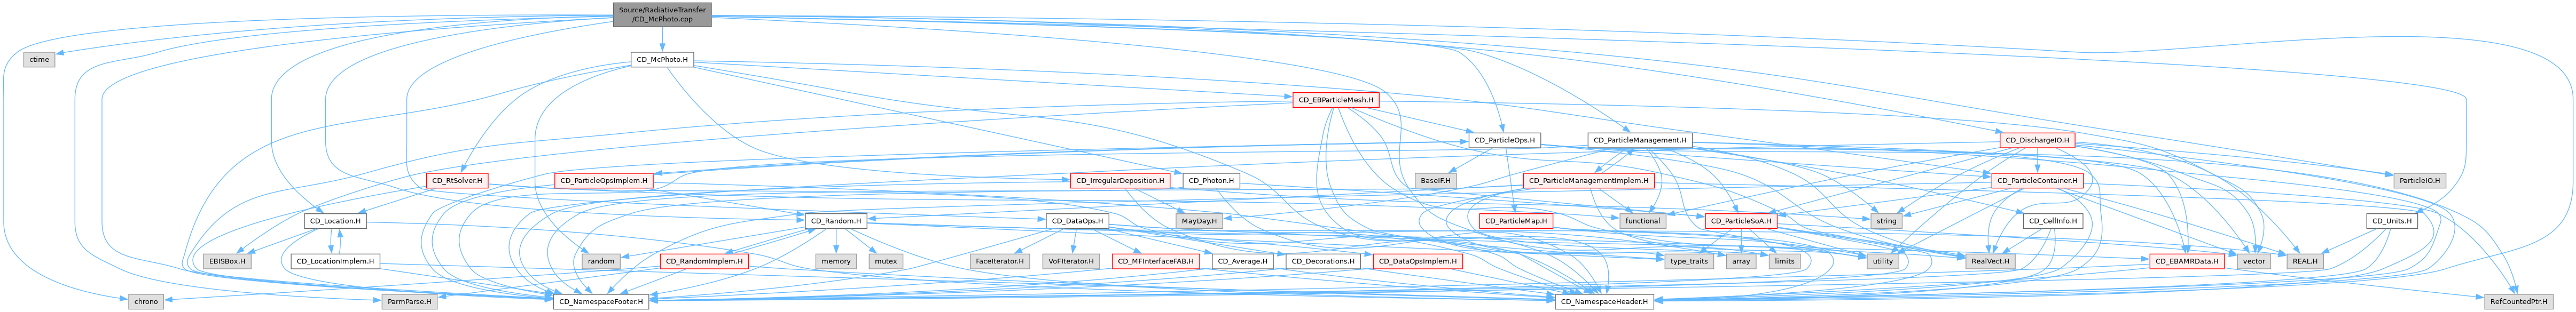 Source/RadiativeTransfer
/CD_McPhoto.cpp
ctime
CD_McPhoto.H
CD_EBParticleMesh.H
CD_ParticleOps.H
CD_ParticleManagement.H
CD_DischargeIO.H
CD_RtSolver.H
CD_ParticleOpsImplem.H
CD_IrregularDeposition.H
CD_Photon.H
BaseIF.H
CD_ParticleManagementImplem.H
CD_ParticleContainer.H
ParticleIO.H
CD_Location.H
CD_Random.H
CD_DataOps.H
MayDay.H
CD_ParticleMap.H
functional
CD_ParticleSoA.H
string
CD_CellInfo.H
CD_Units.H
EBISBox.H
CD_LocationImplem.H
random
CD_RandomImplem.H
memory
mutex
FaceIterator.H
VoFIterator.H
CD_MFInterfaceFAB.H
CD_Average.H
CD_Decorations.H
CD_DataOpsImplem.H
type_traits
array
limits
utility
RealVect.H
CD_EBAMRData.H
vector
REAL.H
chrono
ParmParse.H
CD_NamespaceFooter.H
CD_NamespaceHeader.H
RefCountedPtr.H